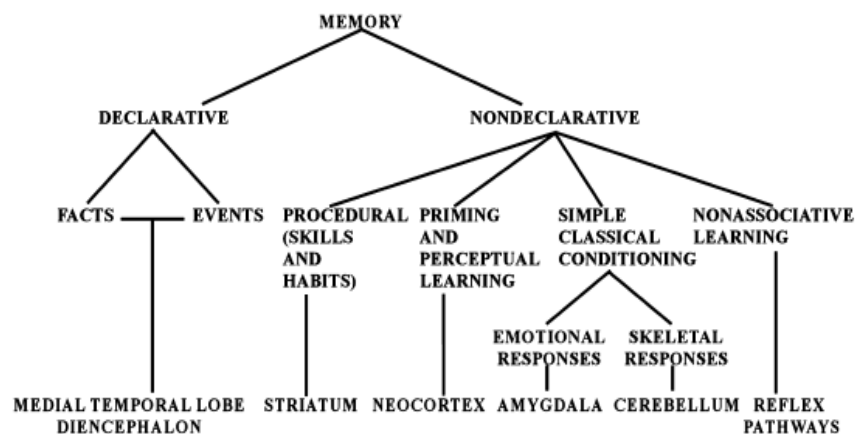 MEMORY
DECLARATIVE
NONDECLARATIVE
FACTS
EVENTS
PROCEDURAL
(SKILLS
AND
HABITS)
PRIMING
AND
PERCEPTUAL
LEARNING
SIMPLE
CLASSICAL
CONDITIONING
NONASSOCIATIVE
LEARNING
EMOTIONAL
RESPONSES
SKELETAL
RESPONSES
MEDIAL TEMPORAL LOBE
DIENCEPHALON
STRIATUM
NEOCORTEX
AMYGDALA
CEREBELLUM
REFLEX
PATHWAYS